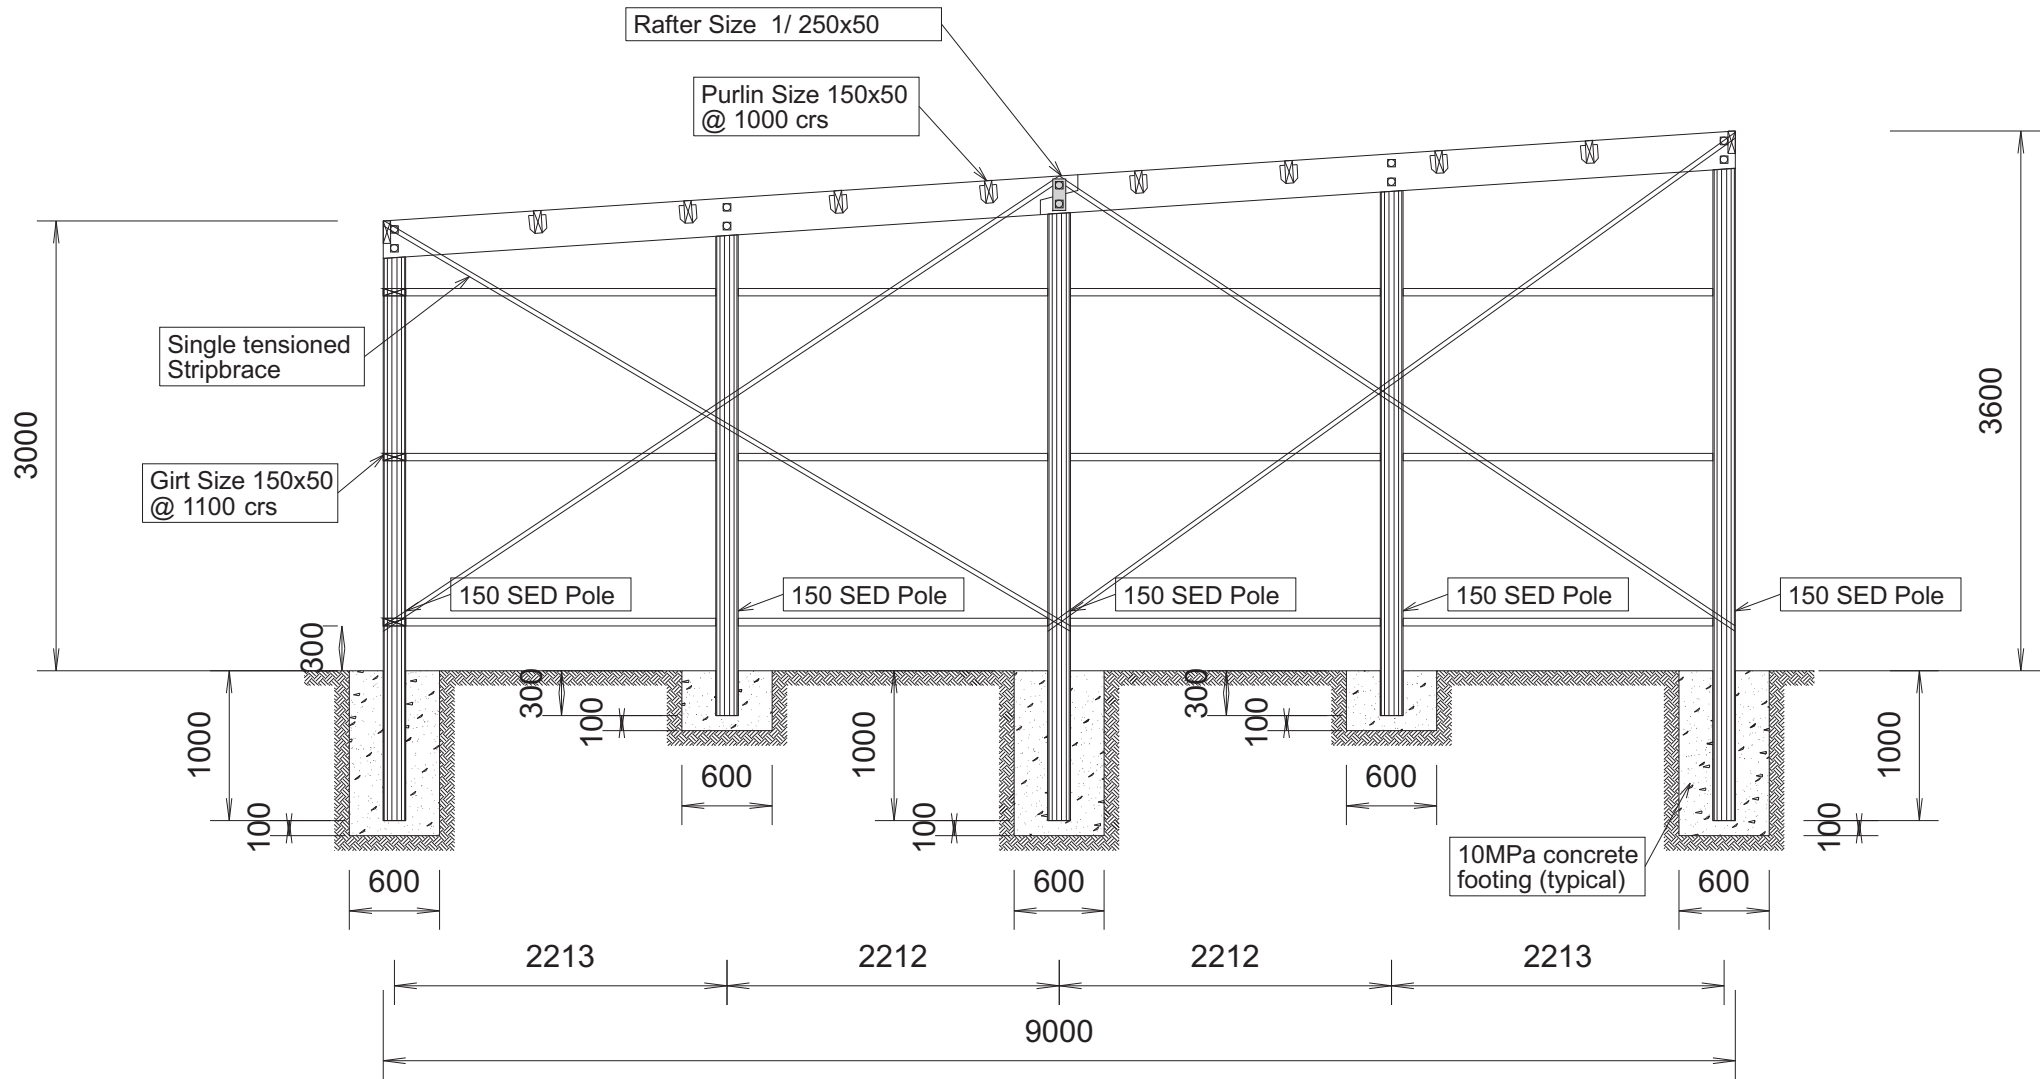 Rafter Size 1/ 250x50
Purlin Size 150x50
@ 1000 crs
Single tensioned
Stripbrace
3000
3600
Girt Size 150x50
@ 1100 crs
150 SED Pole
150 SED Pole
150 SED Pole
150 SED Pole
150 SED Pole
300
300
300
1000
100
1000
100
1000
100
600
600
100
100
10MPa concrete
footing (typical)
600
600
600
2213
2212
2212
2213
9000